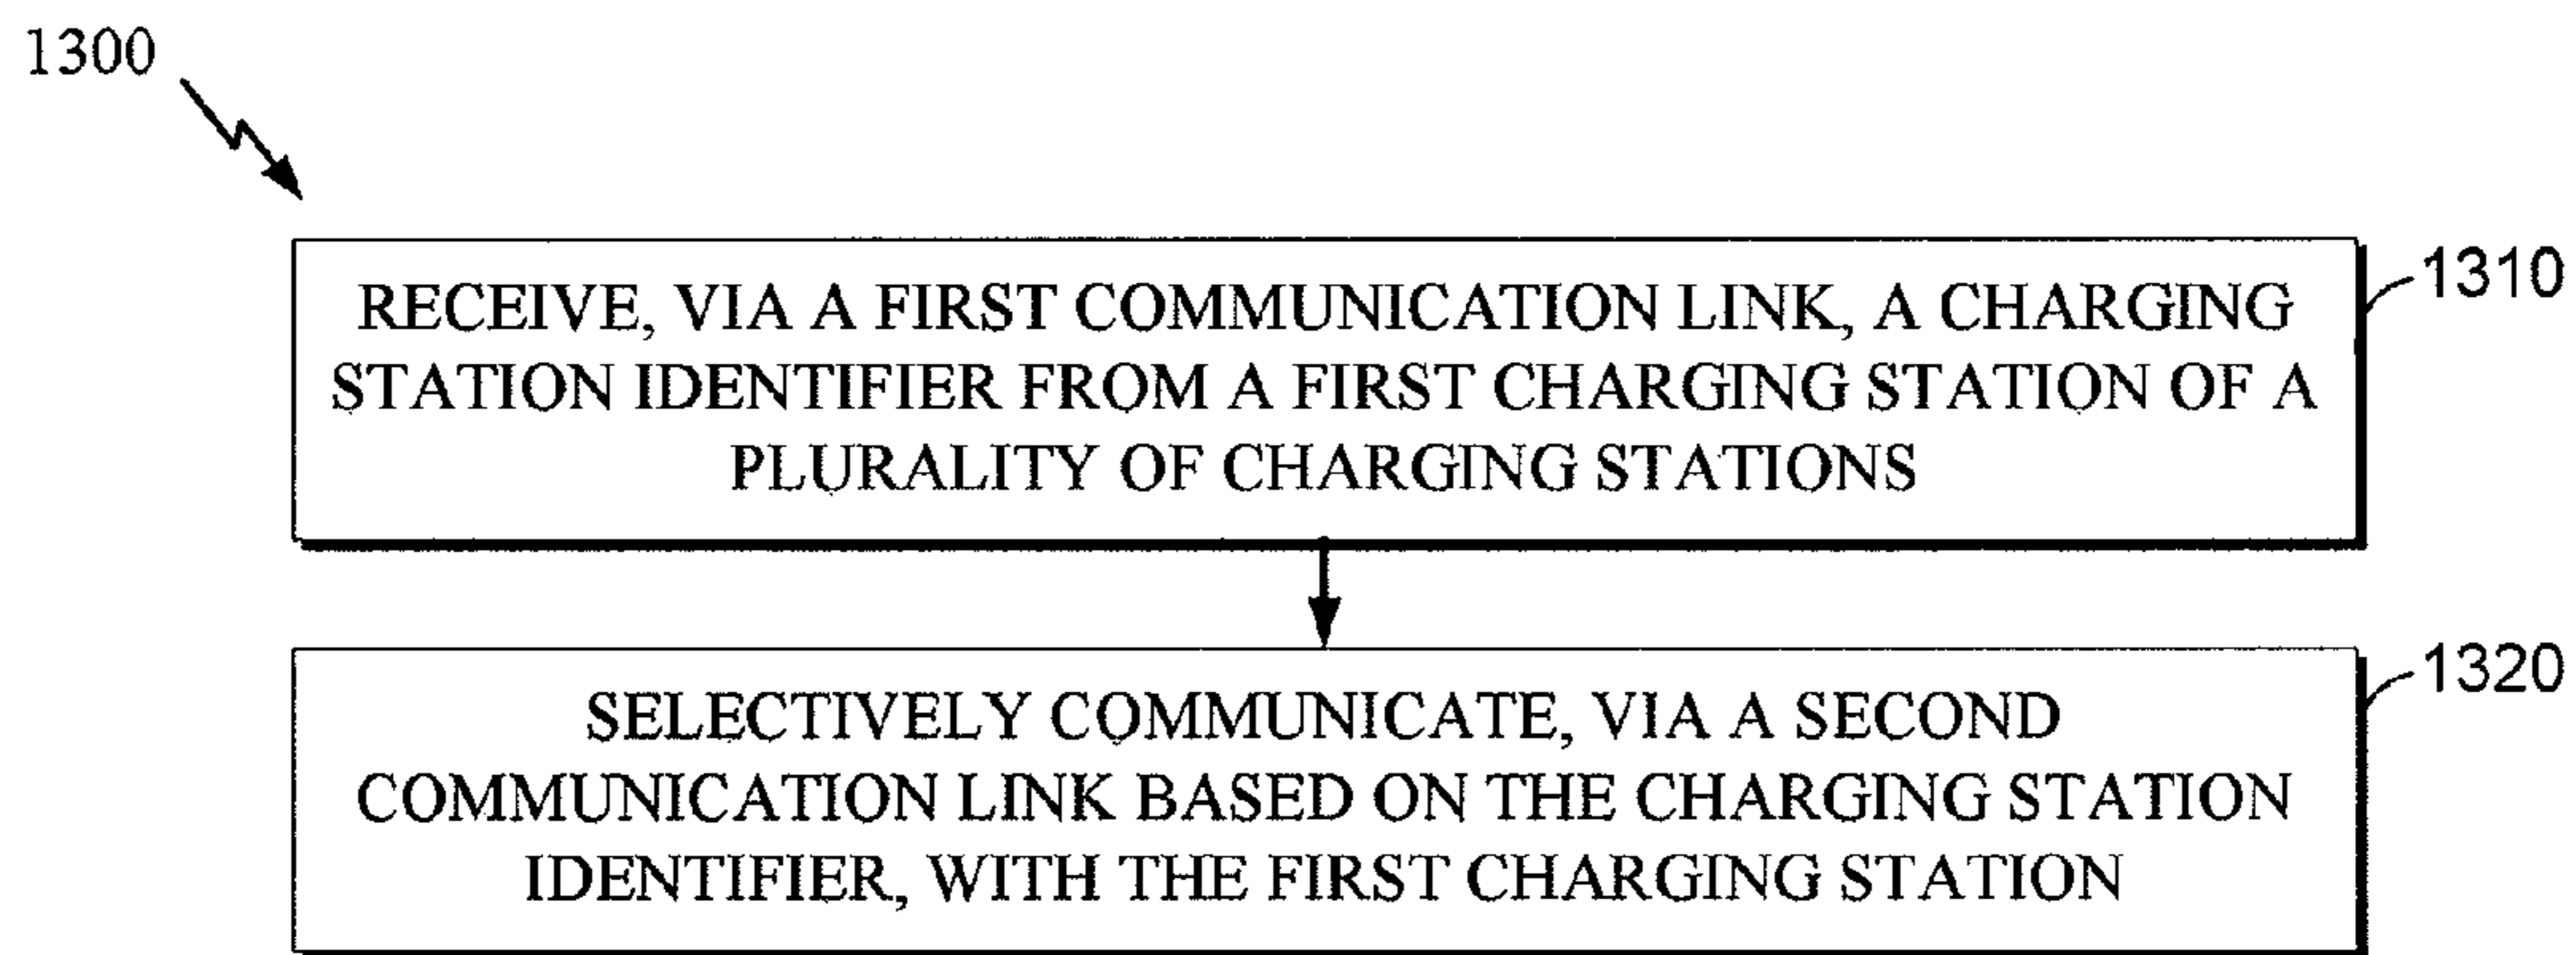 1300
RECEIVE, VIA A FIRST COMMUNICATION LINK, A CHARGING
STATION IDENTIFIER FROM A FIRST CHARGING STATION OF A
PLURALITY OF CHARGING STATIONS
1310
SELECTIVELY COMMUNICATE, VIA A SECOND
COMMUNICATION LINK BASED ON THE CHARGING STATION
IDENTIFIER, WITH THE FIRST CHARGING STATION
1320